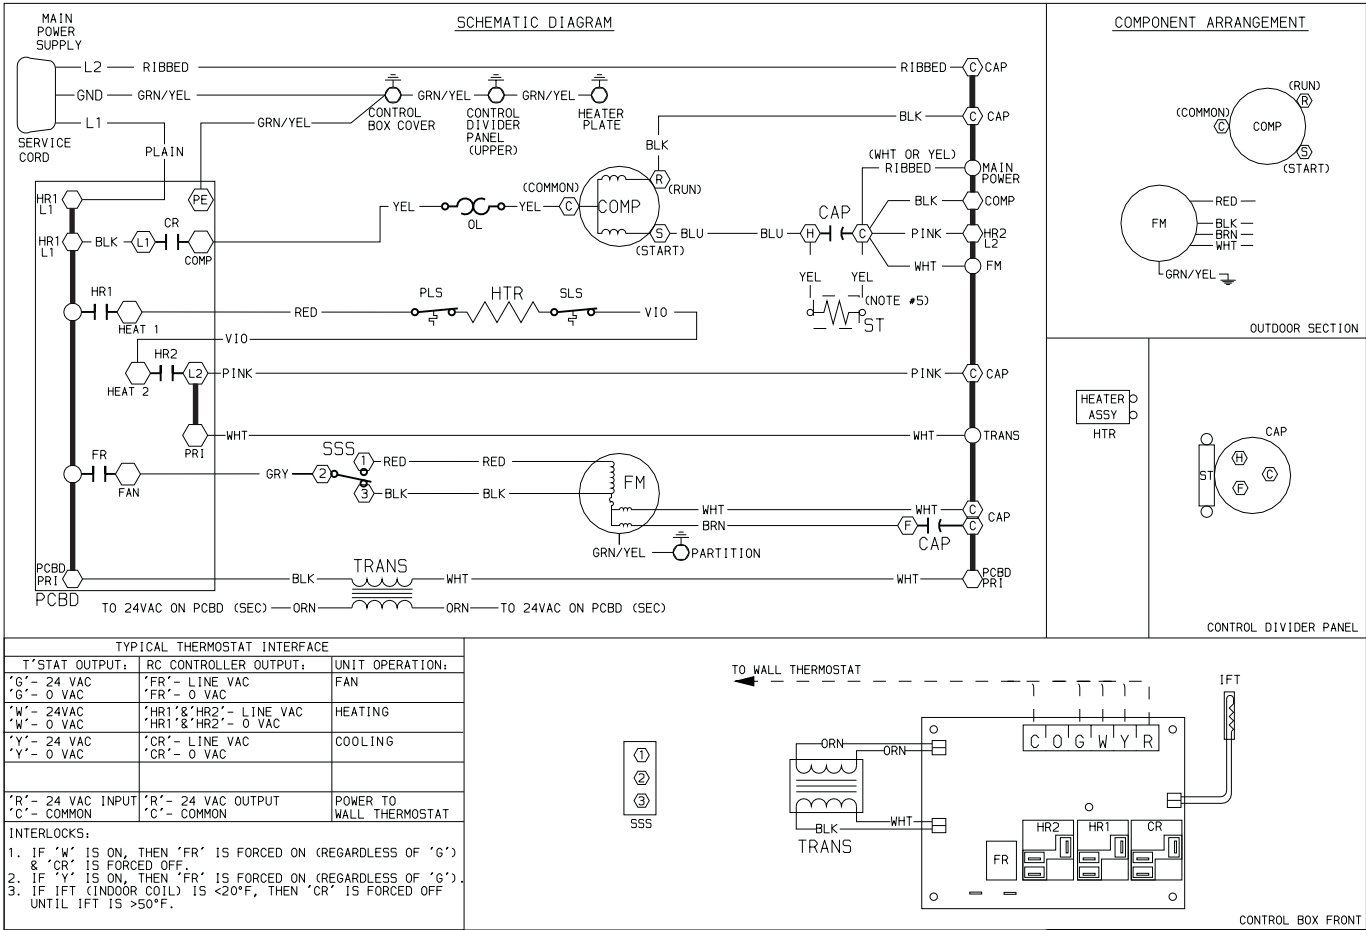 SCHEMATIC DIAGRAM
MAIN
POWER
SUPPLY
L2 RIBBED RIBBED C CAP
GND GRN/YEL GRN/YEL GRN/YEL
CONTROL
BOX COVER
CONTROL
DIVIDER
PANEL
(UPPER)
HEATER
PLATE
L1
GRN/YEL
BLK C CAP
SERVICE
CORD
PLAIN
BLK
(WHT OR YEL)
RIBBED MAIN
POWER
HR1
L1
PE
(COMMON) R (RUN)
YEL OL YEL C COMP
CAP
BLK COMP
HR1
L1
BLK L1 CR
COMP
S BLU BLU H C PINK HR2
L2
(START)
WHT FM
YEL YEL
(NOTE #5)
ST
HR1
HEAT 1
RED PLS HTR SLS VIO
VIO
HR2
HEAT 2
L2 PINK PINK C CAP
PRI
WHT WHT TRANS
FR
FAN
GRY 2 SSS 1 RED RED
3 BLK BLK
FM
WHT WHT C CAP
BRN F C
CAP
GRN/YEL PARTITION
PCBD
PRI
BLK TRANS WHT WHT PCBD
PRI
PCBD
TO 24VAC ON PCBD (SEC) ORN ORN TO 24VAC ON PCBD (SEC)
COMPONENT ARRANGEMENT
(RUN)
R
(COMMON)
C
COMP
S
(START)
FM
RED
BLK
BRN
WHT
GRN/YEL
OUTDOOR SECTION
HEATER
ASSY
HTR
CAP
H
C
F
ST
CONTROL DIVIDER PANEL
TYPICAL THERMOSTAT INTERFACE
T'STAT OUTPUT: RC CONTROLLER OUTPUT: UNIT OPERATION:
'G'- 24 VAC 'FR'- LINE VAC FAN
'G'- 0 VAC 'FR'- 0 VAC
'W'- 24VAC 'HR1'&'HR2'- LINE VAC HEATING
'W'- 0 VAC 'HR1'&'HR2'- 0 VAC
'Y'- 24 VAC 'CR'- LINE VAC COOLING
'Y'- 0 VAC 'CR'- 0 VAC
'R'- 24 VAC INPUT 'R'- 24 VAC OUTPUT POWER TO
'C'- COMMON 'C'- COMMON WALL THERMOSTAT
INTERLOCKS:
1. IF 'W' IS ON, THEN 'FR' IS FORCED ON (REGARDLESS OF 'G')
& 'CR' IS FORCED OFF.
2. IF 'Y' IS ON, THEN 'FR' IS FORCED ON (REGARDLESS OF 'G').
3. IF IFT (INDOOR COIL) IS <20°F, THEN 'CR' IS FORCED OFF
UNTIL IFT IS >50°F.
TO WALL THERMOSTAT
IFT
C O G W Y R
1
2
3
SSS
ORN
ORN
WHT
BLK
TRANS
FR
HR2 HR1 CR
CONTROL BOX FRONT